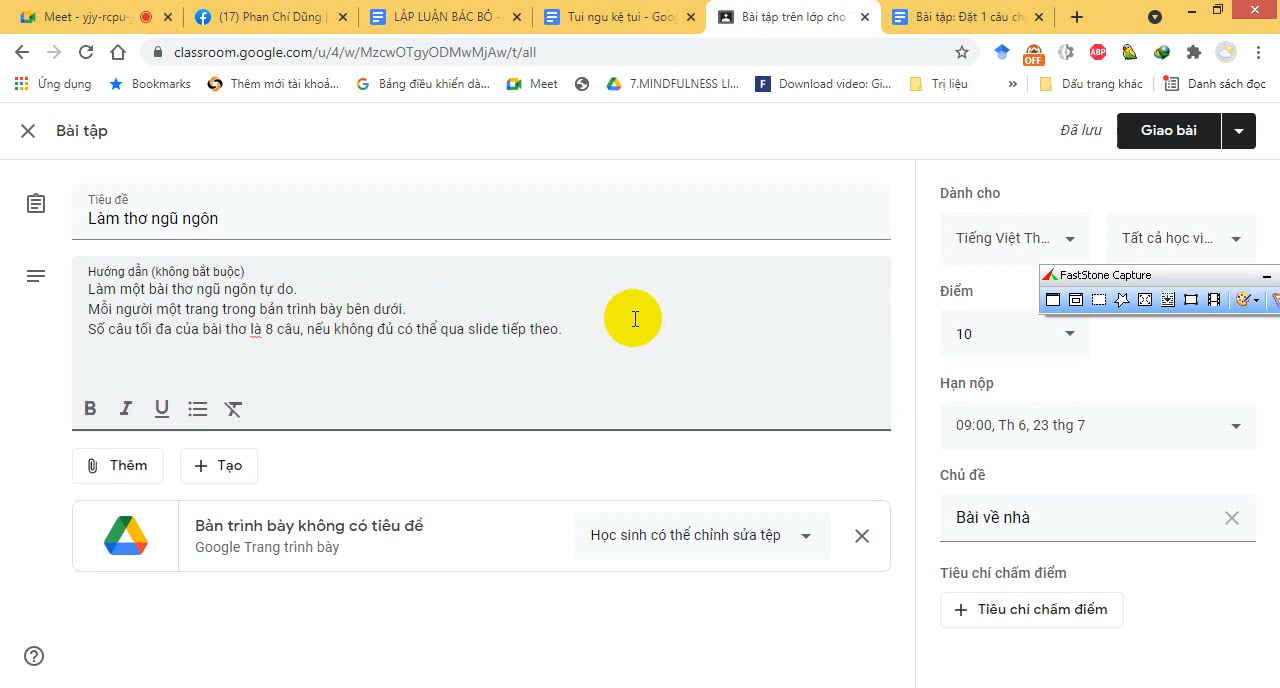 Meet - yjy-rcpu-
(17) Phan Chí Dũng
LẬP LUẬN BÁC BỎ -
Tui ngu kệ tui - Goo
Bài tập trên lớp cho
Bài tập: Đặt 1 câu ch
classroom.google.com/u/4/w/MzcwOTgyODMwMjAw/t/all
OFF
ABP
Ứng dụng
Bookmarks
Thêm mới tài khoả...
Bảng điều khiển dà...
Meet
7.MINDFULNESS LI...
Download video: Gi...
Trị liệu
»
Dấu trang khác
Danh sách đọc
Bài tập
Đã lưu
Giao bài
Tiêu đề
Làm thơ ngũ ngôn
Hướng dẫn (không bắt buộc)
Làm một bài thơ ngũ ngôn tự do.
Mỗi người một trang trong bản trình bày bên dưới.
Số câu tối đa của bài thơ là 8 câu, nếu không đủ có thể qua slide tiếp theo.
B I U
Thêm
Tạo
Bản trình bày không có tiêu đề
Google Trang trình bày
Học sinh có thể chỉnh sửa tệp
Dành cho
Tiếng Việt Th...
Tất cả học vi...
FastStone Capture
Điểm
10
Hạn nộp
09:00, Th 6, 23 thg 7
Chủ đề
Bài về nhà
Tiêu chí chấm điểm
Tiêu chí chấm điểm